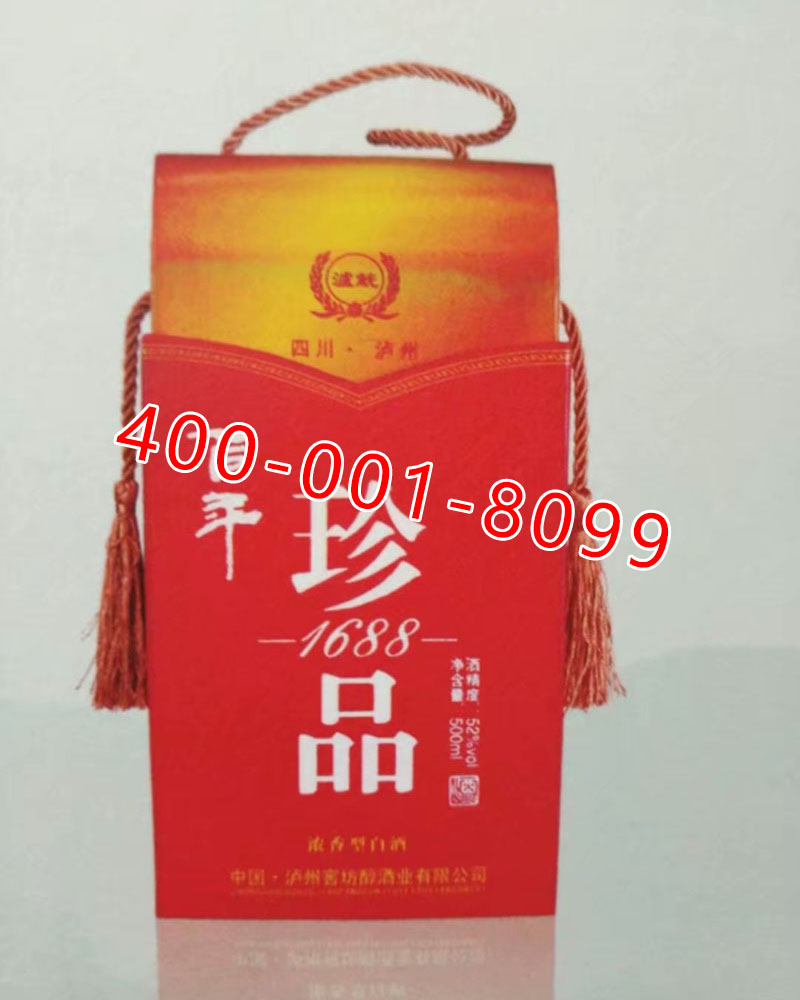 四川·泸州
百年
珍
1688
品
酒精度：52%vol
净含量：500ml
浓香型白酒
中国·泸州窖坊醇酒业有限公司
400-001-8099